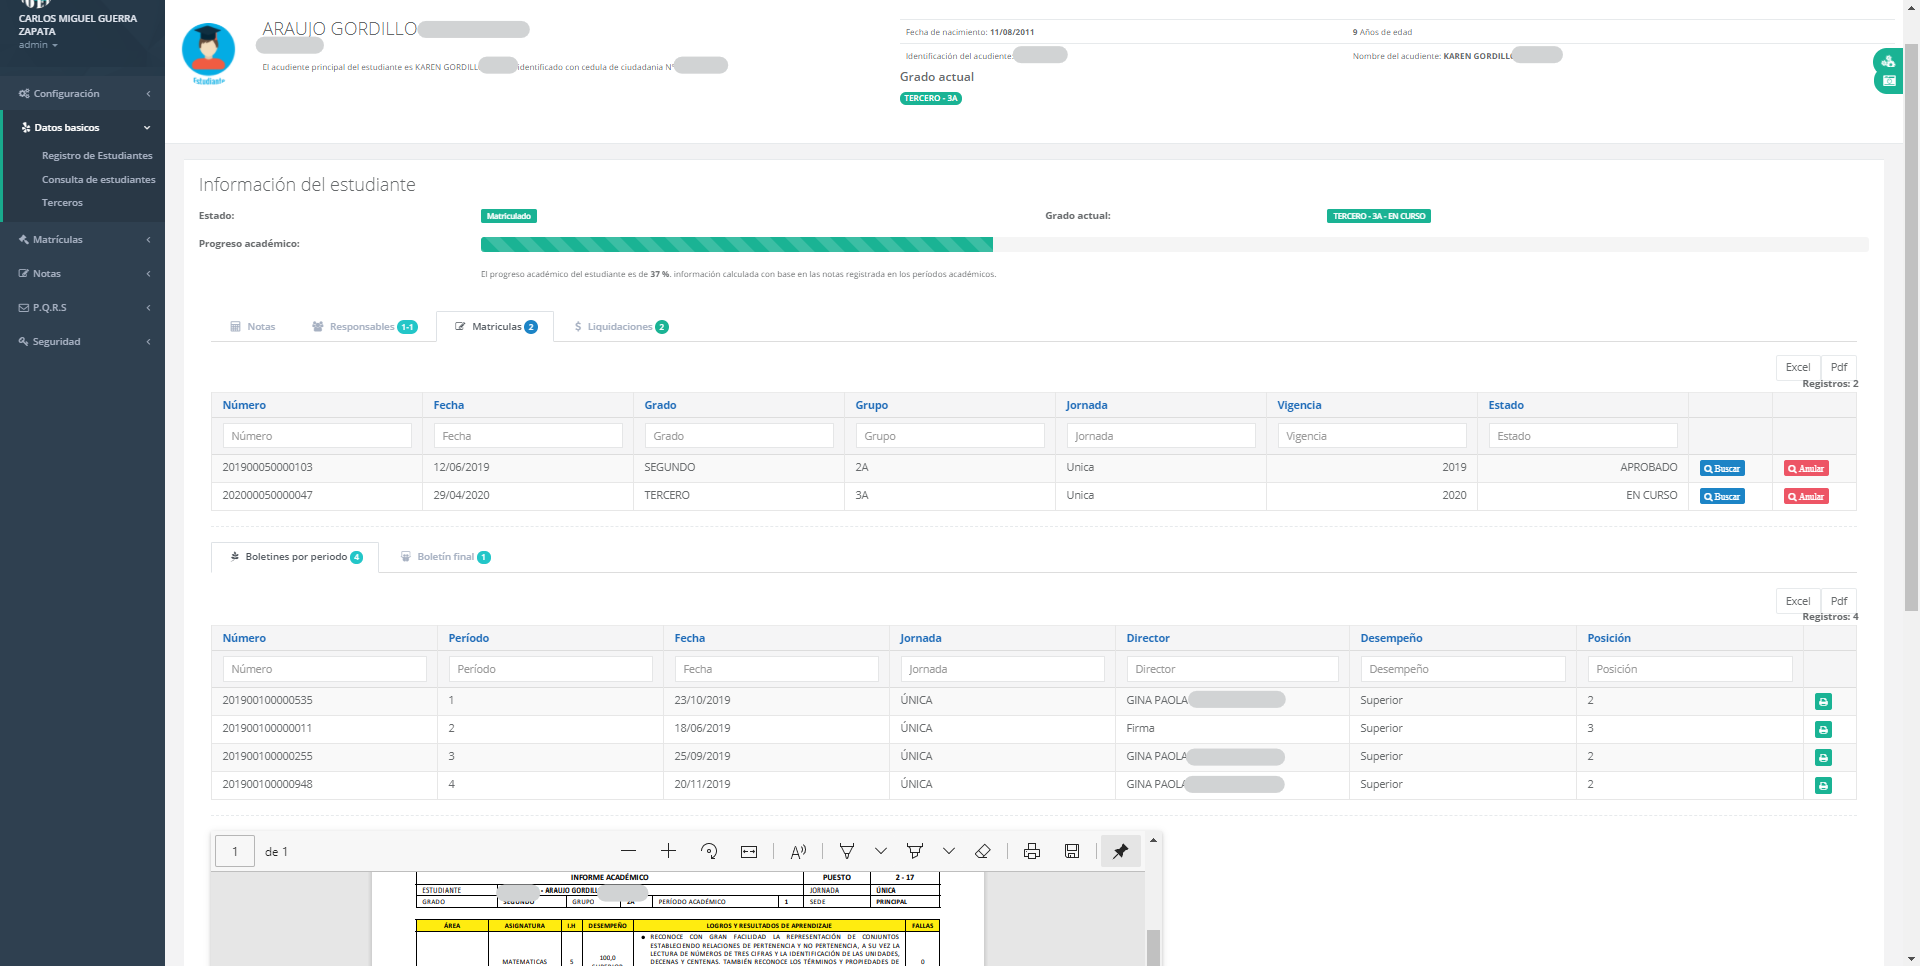 CARLOS MIGUEL GUERRA
ZAPATA
admin
Configuración
Datos basicos
Registro de Estudiantes
Consulta de estudiantes
Terceros
Matrículas
Notas
P.Q.R.S
Seguridad
Estudiante
ARAUJO GORDILLO
El acudiente principal del estudiante es KAREN GORDILL identificado con cedula de ciudadania N°
Fecha de nacimiento: 11/08/2011
9 Años de edad
Identificación del acudiente:
Nombre del acudiente: KAREN GORDILL
Grado actual
TERCERO - 3A
Información del estudiante
Estado: Matriculado Grado actual: TERCERO - 3A - EN CURSO
Progreso académico:
El progreso académico del estudiante es de 37 %. información calculada con base en las notas registrada en los períodos académicos.
Notas Responsables 1-1 Matriculas 2 Liquidaciones 2
Excel Pdf
Registros: 2
Número Fecha Grado Grupo Jornada Vigencia Estado
Número Fecha Grado Grupo Jornada Vigencia Estado
201900050000103 12/06/2019 SEGUNDO 2A Unica 2019 APROBADO Buscar Anular
202000050000047 29/04/2020 TERCERO 3A Unica 2020 EN CURSO Buscar Anular
Boletines por periodo 4 Boletín final 1
Excel Pdf
Registros: 4
Número Período Fecha Jornada Director Desempeño Posición
Número Período Fecha Jornada Director Desempeño Posición
201900100000535 1 23/10/2019 ÚNICA GINA PAOLA Superior 2
201900100000011 2 18/06/2019 ÚNICA Firma Superior 3
201900100000255 3 25/09/2019 ÚNICA GINA PAOLA Superior 2
201900100000948 4 20/11/2019 ÚNICA GINA PAOLA Superior 2
1 de 1
INFORME ACADÉMICO PUESTO 2 - 17
ESTUDIANTE - ARAUJO GORDILL JORNADA ÚNICA
GRADO SEGUNDO GRUPO 2A PERÍODO ACADÉMICO 1 SEDE PRINCIPAL
ÁREA ASIGNATURA I.H DESEMPEÑO LOGROS Y RESULTADOS DE APRENDIZAJE FALLAS
RECONOCE CON GRAN FACILIDAD LA REPRESENTACIÓN DE CONJUNTOS
ESTABLECIENDO RELACIONES DE PERTENENCIA Y NO PERTENENCIA, A SU VEZ LA
LECTURA DE NÚMEROS DE TRES CIFRAS Y LA IDENTIFICACIÓN DE LAS UNIDADES,
DECENAS Y CENTENAS. TAMBIÉN RECONOCE LOS TÉRMINOS Y PROPIEDADES DE
MATEMATICAS 5 100,0 0